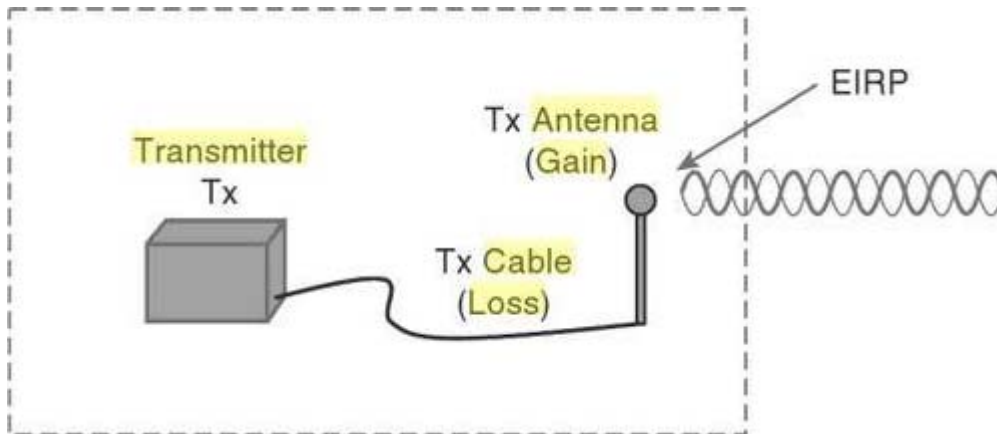 EIRP
Tx Antenna
(Gain)
Transmitter
Tx
Tx Cable
(Loss)